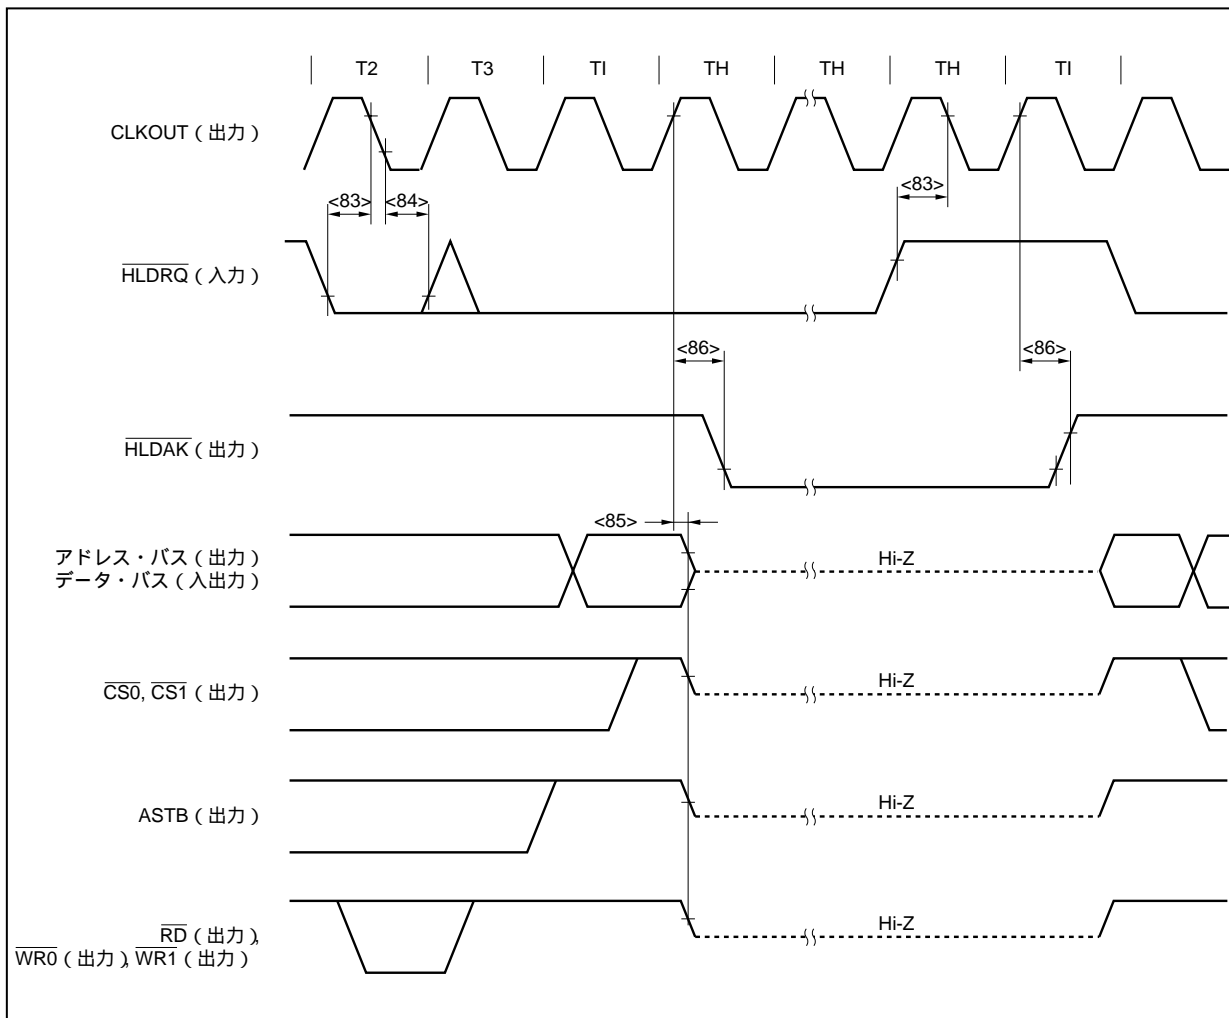 T2 T3 TI TH TH TH TI
CLKOUT（出力）
<83> <84> <83>
HLDRQ（入力）
<86> <86>
HLDAK（出力）
<85>
アドレス・バス（出力）
データ・バス（入出力）
Hi-Z
CS0, CS1（出力）
Hi-Z
ASTB（出力）
Hi-Z
RD（出力）,
WR0（出力）, WR1（出力）
Hi-Z